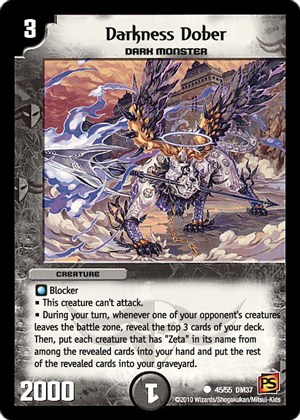 3
Darkness Dober
DARK MONSTER
CREATURE
Blocker
▪ This creature can't attack.
▪ During your turn, whenever one of your opponent's creatures
leaves the battle zone, reveal the top 3 cards of your deck.
Then, put each creature that has "Zeta" in its name from
among the revealed cards into your hand and put the rest
of the revealed cards into your graveyard.
2000
1
45/55 DM37
©2010 Wizards/Shogakukan/Mitsui-Kids
PS